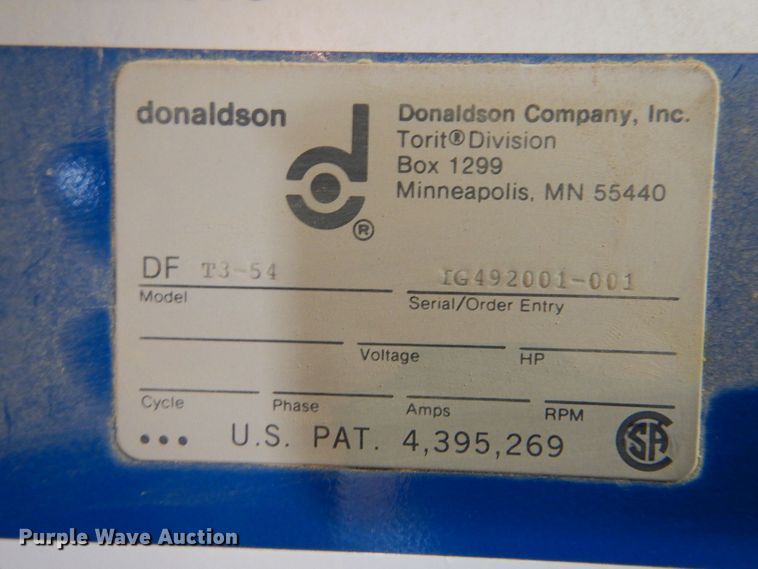 donaldson
Donaldson Company, Inc.
Torit® Division
Box 1299
Minneapolis, MN 55440
®
DF T3-54
Model
IG492001-001
Serial/Order Entry
Voltage
HP
Cycle
Phase
Amps
RPM
••• U.S. PAT. 4,395,269
SA
Purple Wave Auction